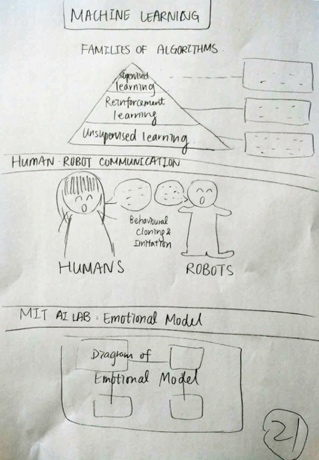 MACHINE LEARNING
FAMILIES OF ALGORITHMS
Supervised
learning
Reinforcement
learning
Unsupervised learning
HUMAN-ROBOT COMMUNICATION
Behavioural
Cloning &
Imitation
HUMANS
ROBOTS
MIT AI LAB: Emotional Model
Diagram of
Emotional Model
21